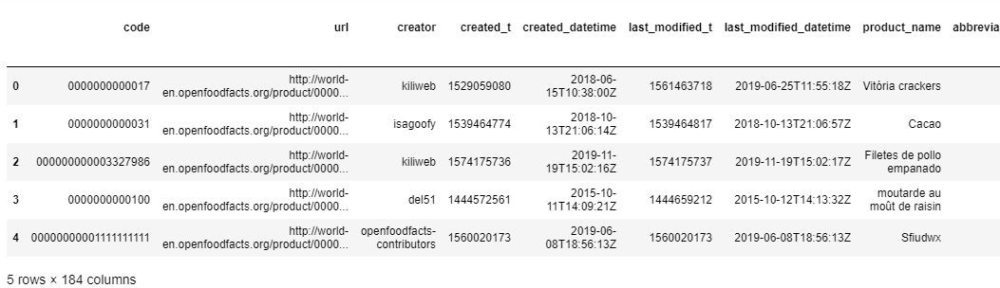 code url creator created_t created_datetime last_modified_t last_modified_datetime product_name abbrevia
0 0000000000017 http://world-en.openfoodfacts.org/product/0000... kiliweb 1529059080 2018-06-15T10:38:00Z 1561463718 2019-06-25T11:55:18Z Vitória crackers
1 0000000000031 http://world-en.openfoodfacts.org/product/0000... isagoofy 1539464774 2018-10-13T21:06:14Z 1539464817 2018-10-13T21:06:57Z Cacao
2 000000000003327986 http://world-en.openfoodfacts.org/product/0000... kiliweb 1574175736 2019-11-19T15:02:16Z 1574175737 2019-11-19T15:02:17Z Filetes de pollo empanado
3 0000000000100 http://world-en.openfoodfacts.org/product/0000... del51 1444572561 2015-10-11T14:09:21Z 1444659212 2015-10-12T14:13:32Z moutarde au moût de raisin
4 00000000001111111111 http://world-en.openfoodfacts.org/product/0000... openfoodfacts-contributors 1560020173 2019-06-08T18:56:13Z 1560020173 2019-06-08T18:56:13Z Sfiudwx
5 rows × 184 columns